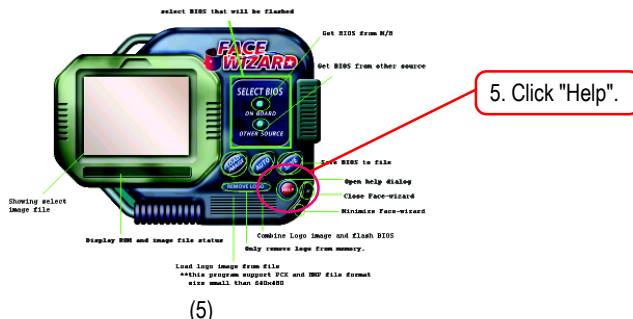 select BIOS that will be flashed
Get BIOS from M/B
FACE
WIZARD
Get BIOS from other source
SELECT BIOS
ON BOARD
OTHER SOURCE
5. Click "Help".
AUTO
Save BIOS to file
REMOVE LOGO
HELP
Open help dialog
Close Face-wizard
Minimize Face-wizard
Showing select
image file
Display ROM and image file status
Combine Logo image and flash BIOS
Only remove logo from memory.
Load logo image from file
**this program support PCX and BMP file format
size small than 640x480
(5)